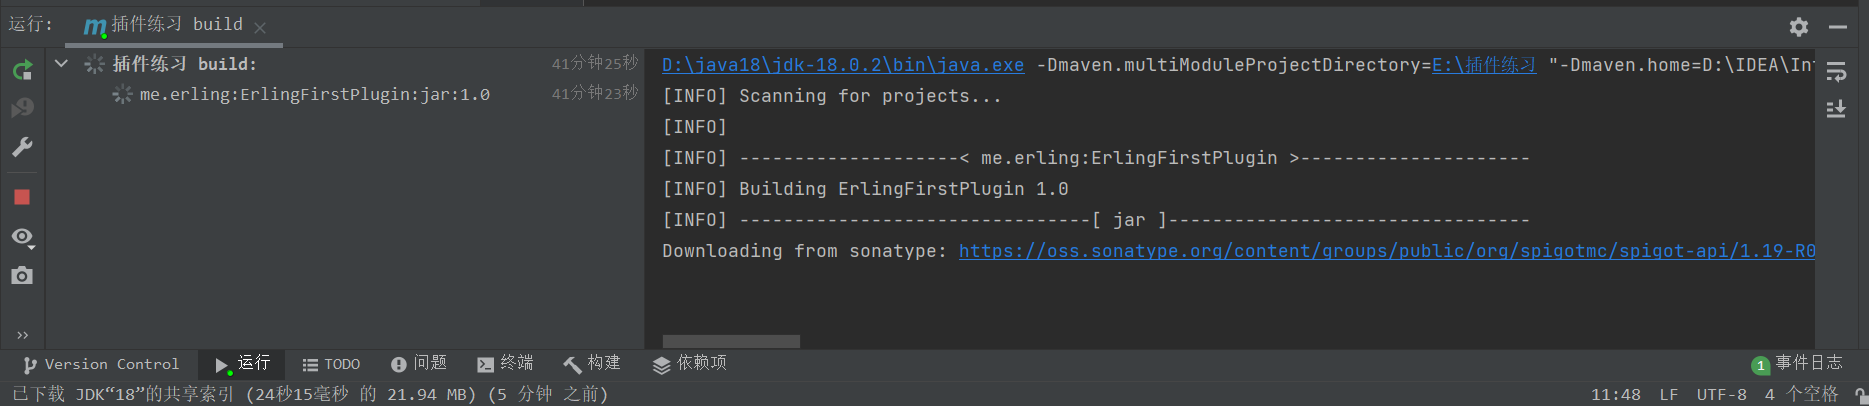 运行:
插件练习 build
插件练习 build:
41分钟25秒
me.erling:ErlingFirstPlugin:jar:1.0
41分钟23秒
D:\java18\jdk-18.0.2\bin\java.exe -Dmaven.multiModuleProjectDirectory=E:\插件练习 "-Dmaven.home=D:\IDEA\Int
[INFO] Scanning for projects...
[INFO]
[INFO] --------------------< me.erling:ErlingFirstPlugin >---------------------
[INFO] Building ErlingFirstPlugin 1.0
[INFO] --------------------------------[ jar ]---------------------------------
Downloading from sonatype: https://oss.sonatype.org/content/groups/public/org/spigotmc/spigot-api/1.19-R0
Version Control
运行
TODO
问题
终端
构建
依赖项
1 事件日志
已下载 JDK“18”的共享索引 (24秒15毫秒 的 21.94 MB) (5 分钟 之前)
11:48 LF UTF-8 4 个空格